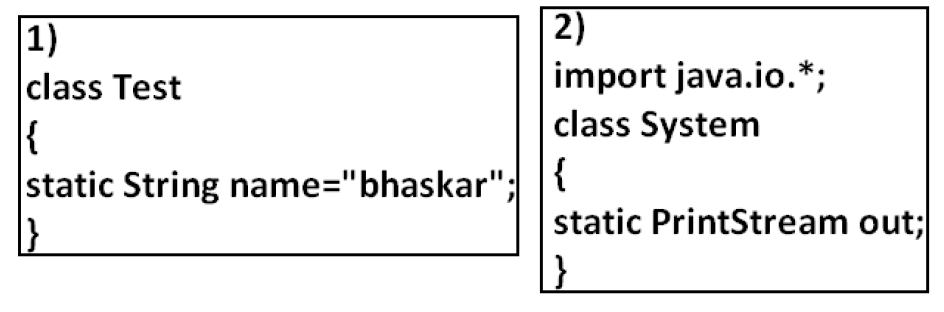 1)
class Test
{
static String name="bhaskar";
}
2)
import java.io.*;
class System
{
static PrintStream out;
}